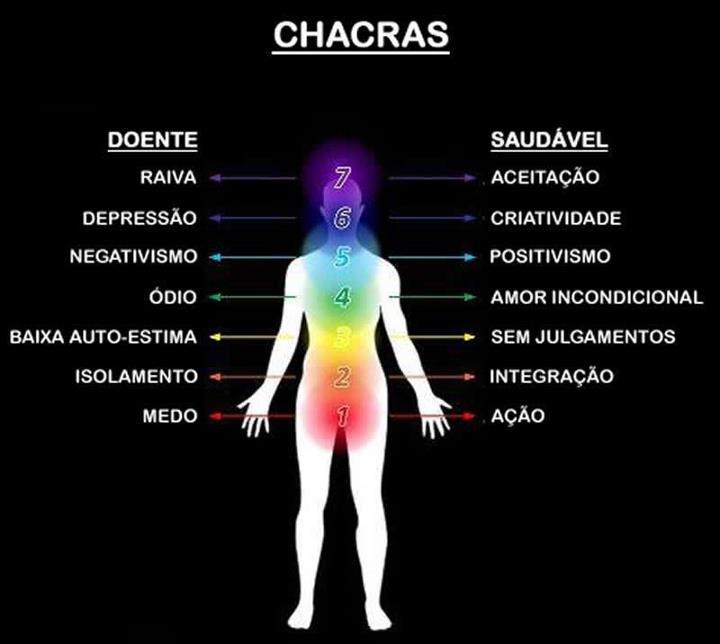 CHACRAS
DOENTE SAUDÁVEL
RAIVA 7 ACEITAÇÃO
DEPRESSÃO 6 CRIATIVIDADE
NEGATIVISMO 5 POSITIVISMO
ÓDIO 4 AMOR INCONDICIONAL
BAIXA AUTO-ESTIMA 3 SEM JULGAMENTOS
ISOLAMENTO 2 INTEGRAÇÃO
MEDO 1 AÇÃO